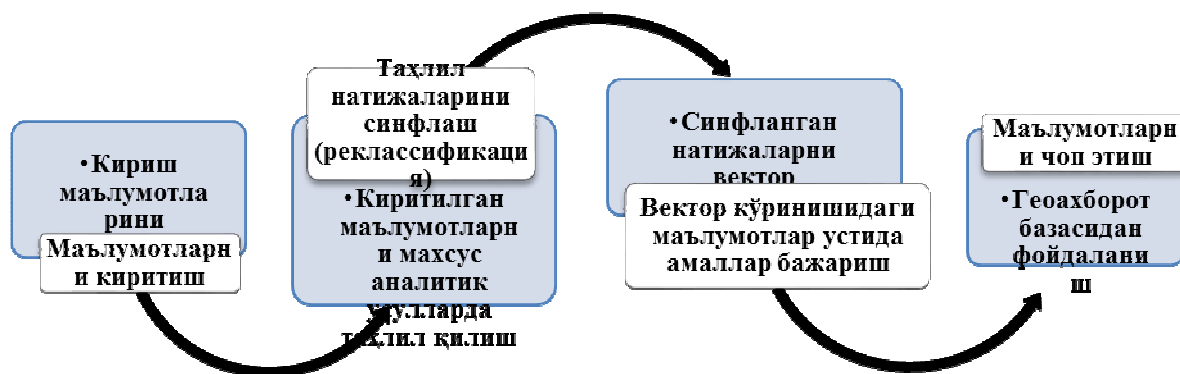 •Кириш
маълумотла
рини
Маълумотларн
и киритиш
Таҳлил
натижаларини
синфлаш
(реклассификаци
я)
•Киритилган
маълумотларн
и махсус
аналитик
усулларда
таҳлил қилиш
•Синфланган
натижаларни
вектор
Вектор кўринишидаги
маълумотлар устида
амаллар бажариш
Маълумотларн
и чоп этиш
•Геоахборот
базасидан
фойдалани
ш